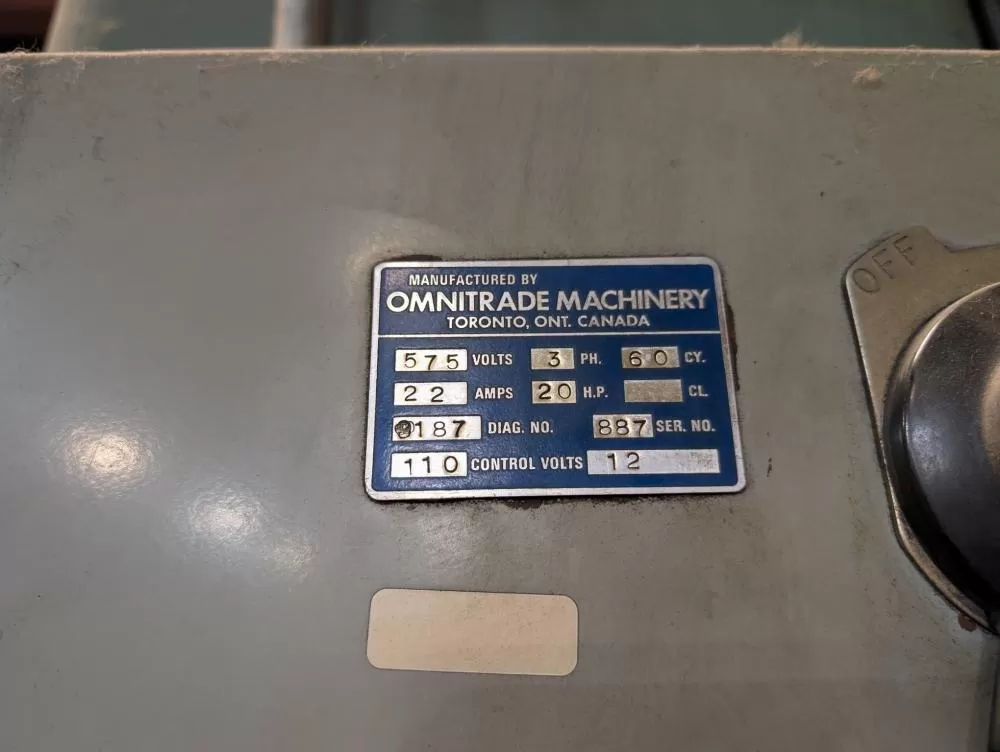 MANUFACTURED BY
OMNITRADE MACHINERY
TORONTO, ONT. CANADA
575 VOLTS 3 PH. 60 CY.
22 AMPS 20 H.P. CL.
187 DIAG. NO. 887 SER. NO.
110 CONTROL VOLTS 12
OFF